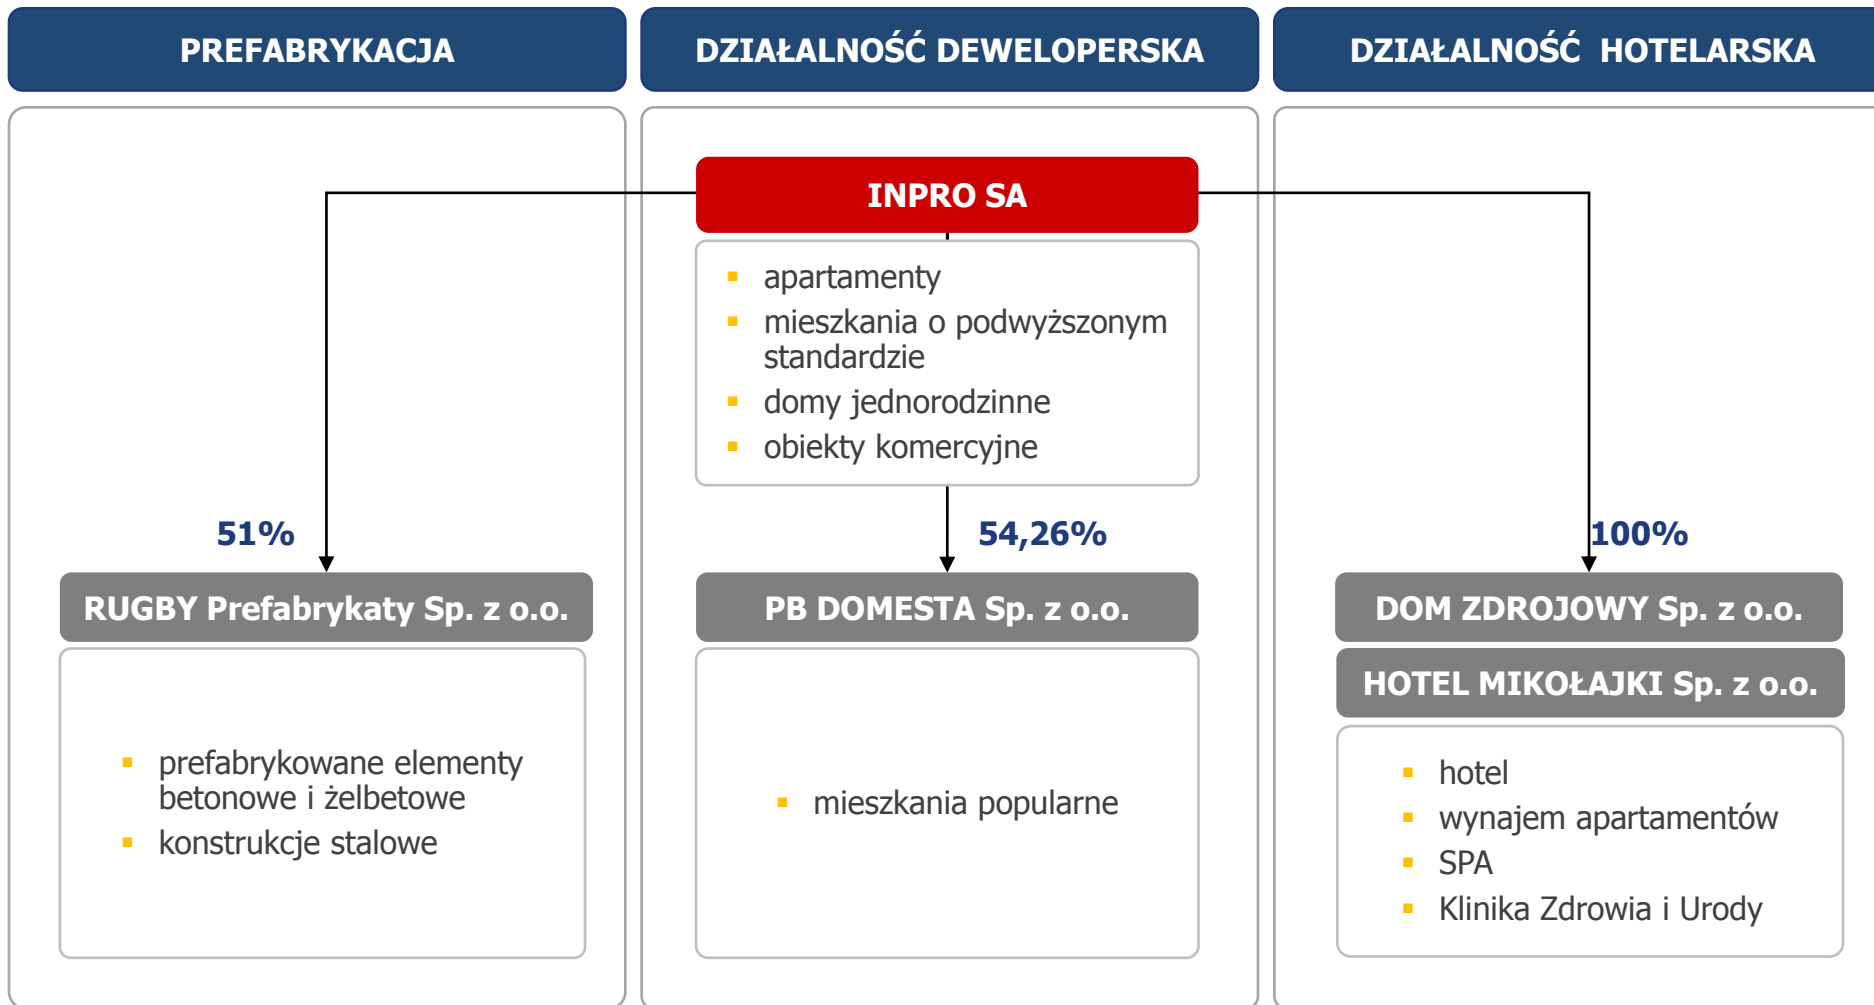 PREFABRYKACJA
DZIAŁALNOŚĆ DEWELOPERSKA
DZIAŁALNOŚĆ HOTELARSKA
INPRO SA
apartamenty
mieszkania o podwyższonym
standardzie
domy jednorodzinne
obiekty komercyjne
51%
54,26%
100%
RUGBY Prefabrykaty Sp. z o.o.
prefabrykowane elementy
betonowe i żelbetowe
konstrukcje stalowe
PB DOMESTA Sp. z o.o.
mieszkania popularne
DOM ZDROJOWY Sp. z o.o.
HOTEL MIKOŁAJKI Sp. z o.o.
hotel
wynajem apartamentów
SPA
Klinika Zdrowia i Urody